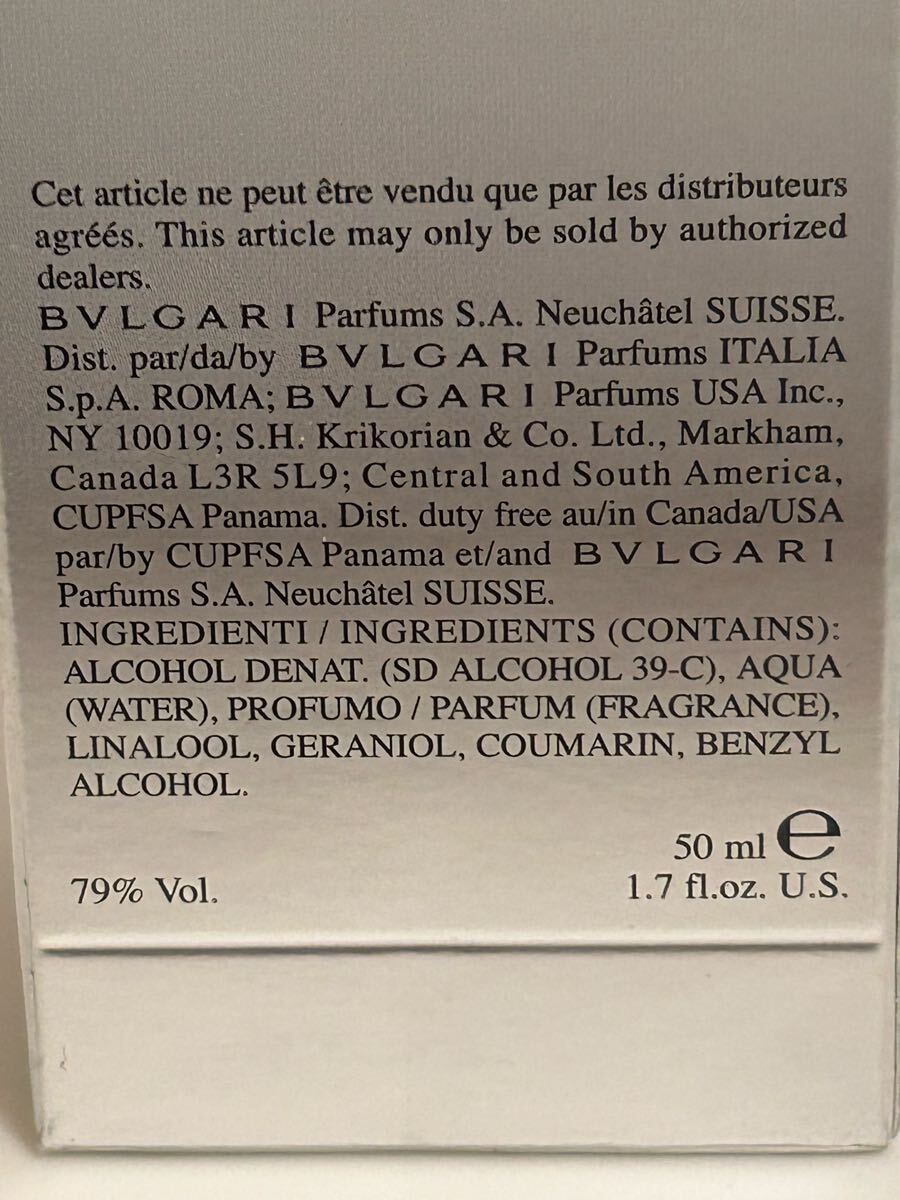 Cet article ne peut être vendu que par les distributeurs
agréés. This article may only be sold by authorized
dealers.
BVLGARI Parfums S.A. Neuchâtel SUISSE.
Dist. par/da/by BVLGARI Parfums ITALIA
S.p.A. ROMA; BVLGARI Parfums USA Inc.,
NY 10019; S.H. Krikorian & Co. Ltd., Markham,
Canada L3R 5L9; Central and South America,
CUPFSA Panama. Dist. duty free au/in Canada/USA
par/by CUPFSA Panama et/and BVLGARI
Parfums S.A. Neuchâtel SUISSE.
INGREDIENTI / INGREDIENTS (CONTAINS):
ALCOHOL DENAT. (SD ALCOHOL 39-C), AQUA
(WATER), PROFUMO / PARFUM (FRAGRANCE),
LINALOOL, GERANIOL, COUMARIN, BENZYL
ALCOHOL.
50 ml e
79% Vol.
1.7 fl.oz. U.S.